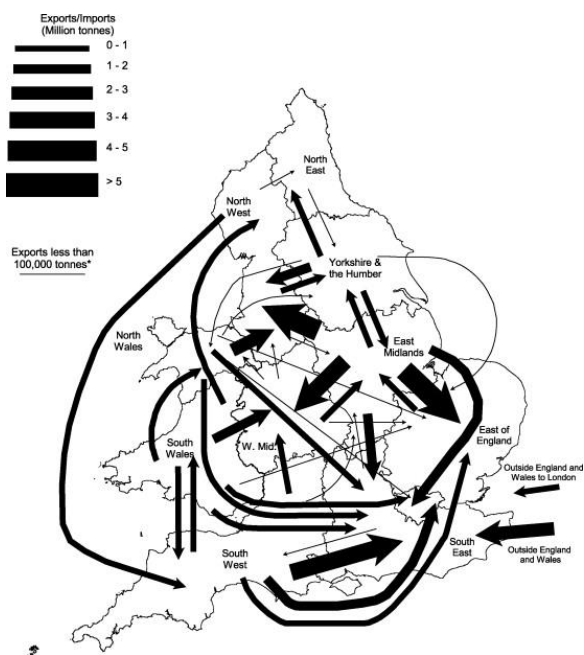 Exports/Imports
(Million tonnes)
0 - 1
1 - 2
2 - 3
3 - 4
4 - 5
> 5
Exports less than
100,000 tonnes*
North
East
North
West
Yorkshire &
the Humber
North
Wales
East
Midlands
East of
England
South
Wales
W. Mid.
Outside England and
Wales to London
South
West
South
East
Outside England
and Wales